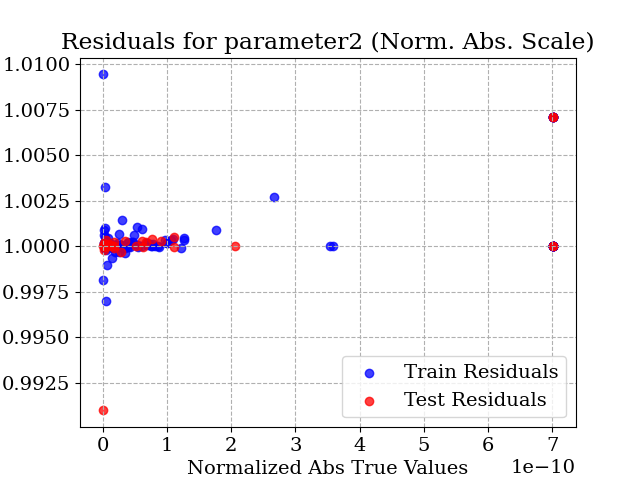 Residuals for parameter2 (Norm. Abs. Scale)
1.0100
1.0075
1.0050
1.0025
1.0000
0.9975
0.9950
0.9925
Train Residuals
Test Residuals
0 1 2 3 4 5 6 7
Normalized Abs True Values
1e−10